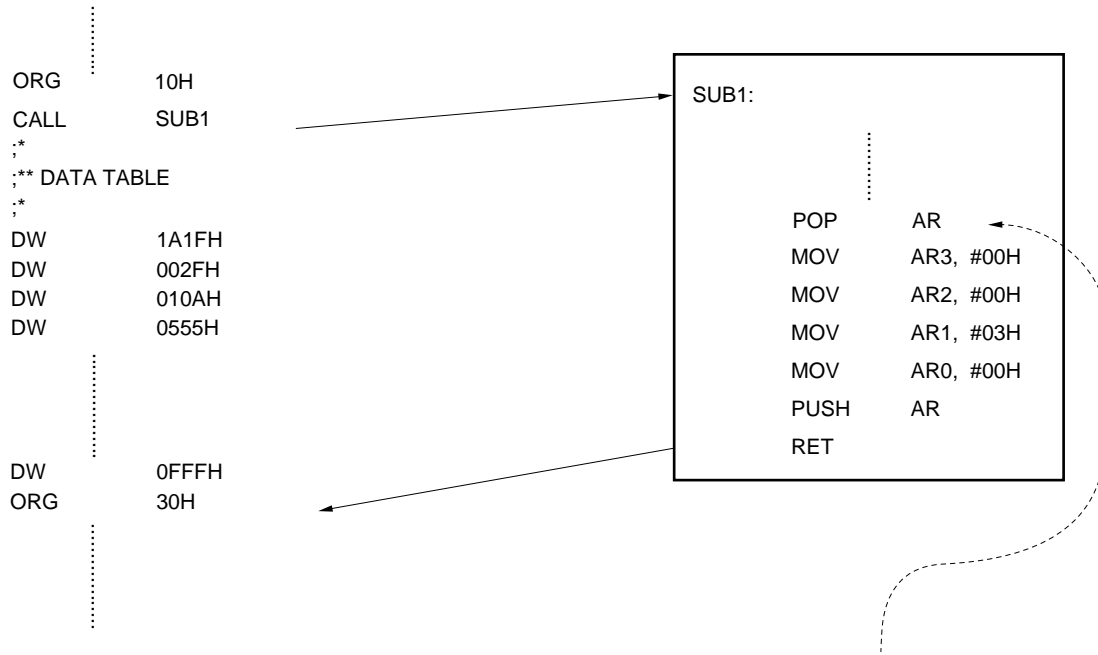 ORG 10H
CALL SUB1
;*
;** DATA TABLE
;*
DW 1A1FH
DW 002FH
DW 010AH
DW 0555H
DW 0FFFH
ORG 30H
SUB1:
POP AR
MOV AR3, #00H
MOV AR2, #00H
MOV AR1, #03H
MOV AR0, #00H
PUSH AR
RET